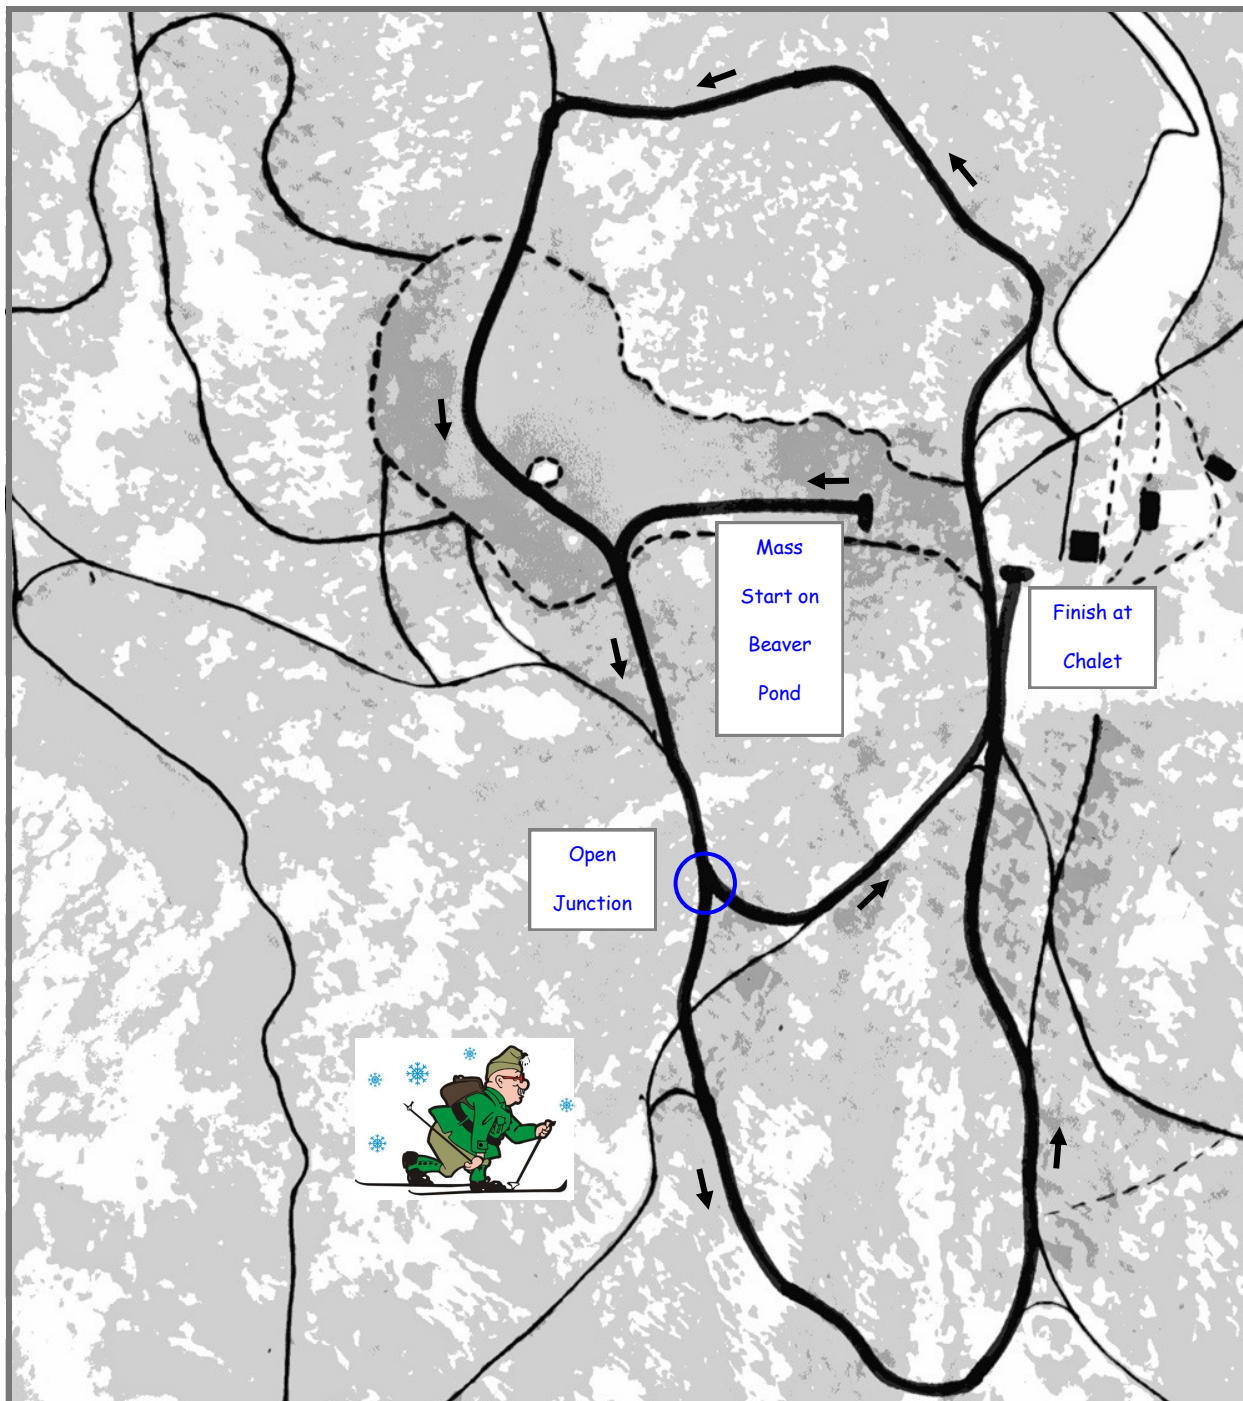 Mass
Start on
Beaver
Pond
Finish at
Chalet
Open
Junction